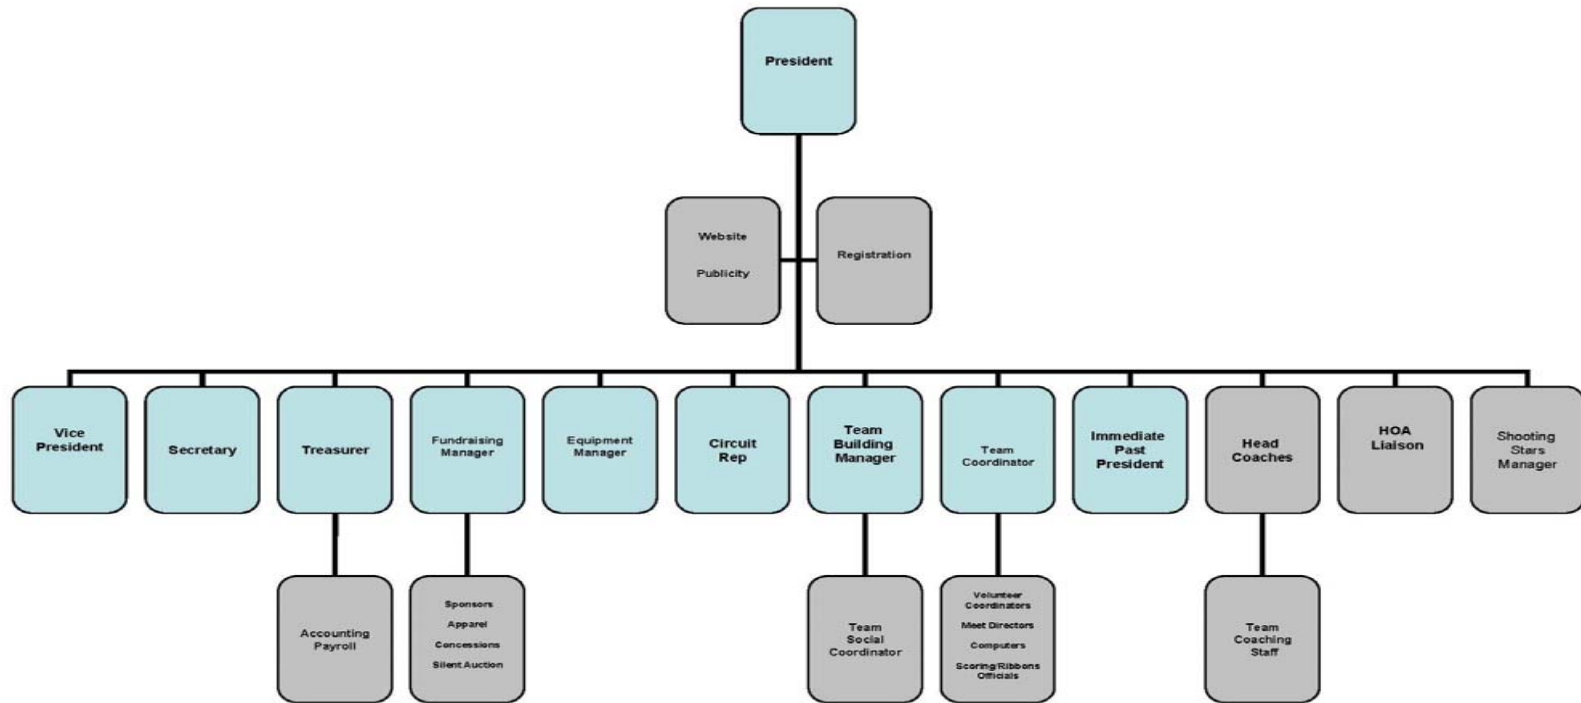 President
Website
Publicity
Registration
Vice
President
Secretary
Treasurer
Fundraising
Manager
Equipment
Manager
Circuit
Rep
Team
Building
Manager
Team
Coordinator
Immediate
Past
President
Head
Coaches
HOA
Liaison
Shooting
Stars
Manager
Accounting
Payroll
Sponsors
Apparel
Concessions
Silent Auction
Team
Social
Coordinator
Volunteer
Coordinators
Meet Directors
Computers
Scoring/Ribbons
Officials
Team
Coaching
Staff